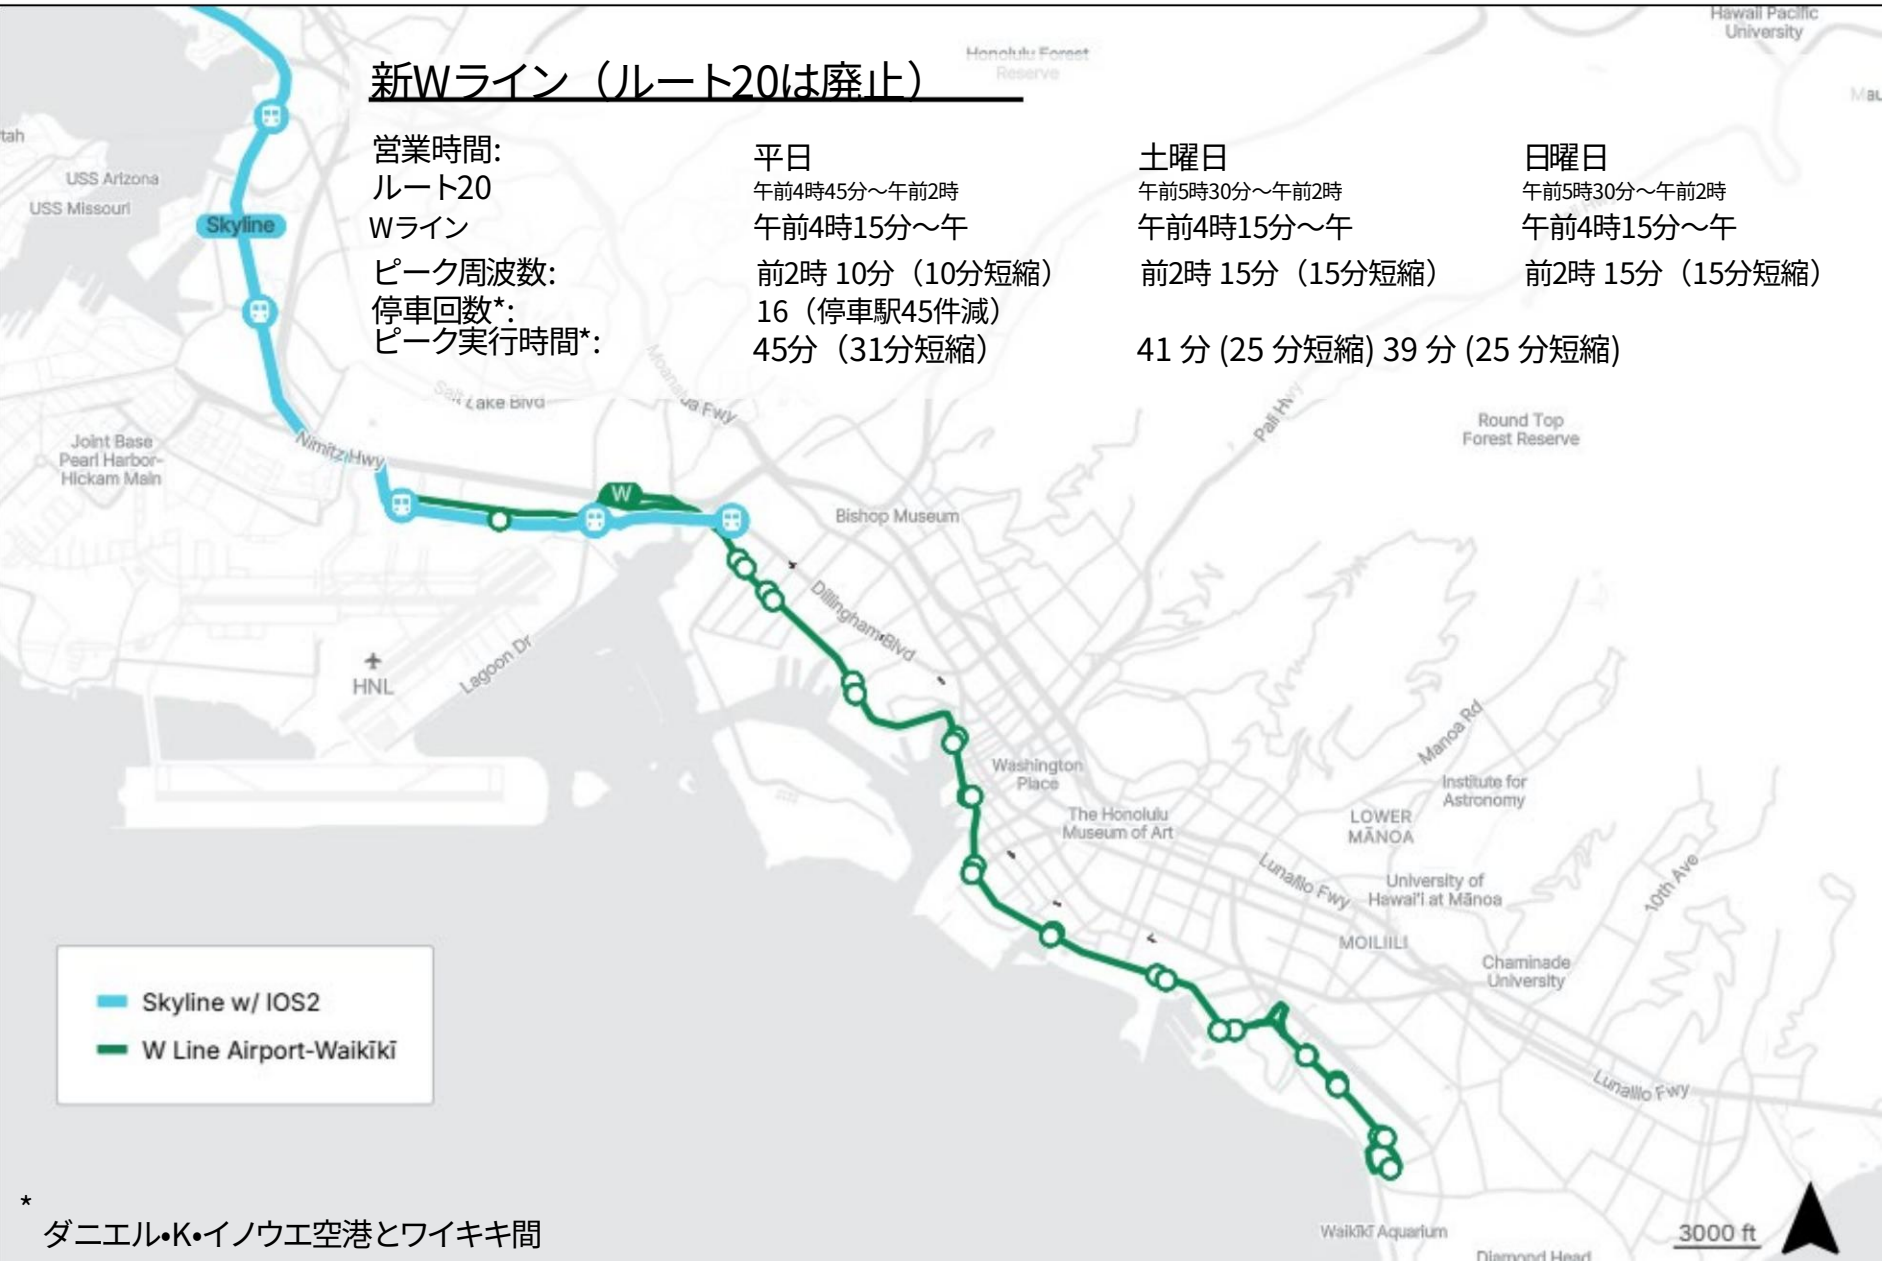 Hawaii Pacific
University
Honolulu Forest
Reserve
新Wライン（ルート20は廃止）
営業時間:
平日
土曜日
日曜日
ルート20
午前4時45分～午前2時
午前5時30分～午前2時
午前5時30分～午前2時
Wライン
午前4時15分～午
午前4時15分～午
午前4時15分～午
ピーク周波数:
前2時 10分（10分短縮）
前2時 15分（15分短縮）
前2時 15分（15分短縮）
停車回数*:
16（停車駅45件減）
ピーク実行時間*:
45分（31分短縮）
41 分 (25 分短縮) 39 分 (25 分短縮)
USS Arizona
USS Missouri
Skyline
Salt Lake Blvd
Moanalua Fwy
Pali Hwy
Round Top
Forest Reserve
Joint Base
Pearl Harbor-
Hickam Main
Nimitz Hwy
W
Bishop Museum
Dillingham Blvd
HNL
Lagoon Dr
Washington
Place
The Honolulu
Museum of Art
Manoa Rd
Institute for
Astronomy
LOWER
MĀNOA
Lunalilo Fwy
University of
Hawai'i at Mānoa
10th Ave
MOILIILI
Chaminade
University
Lunalilo Fwy
Skyline w/ IOS2
W Line Airport-Waikīkī
*
ダニエル•K•イノウエ空港とワイキキ間
Waikīkī Aquarium
Diamond Head
3000 ft